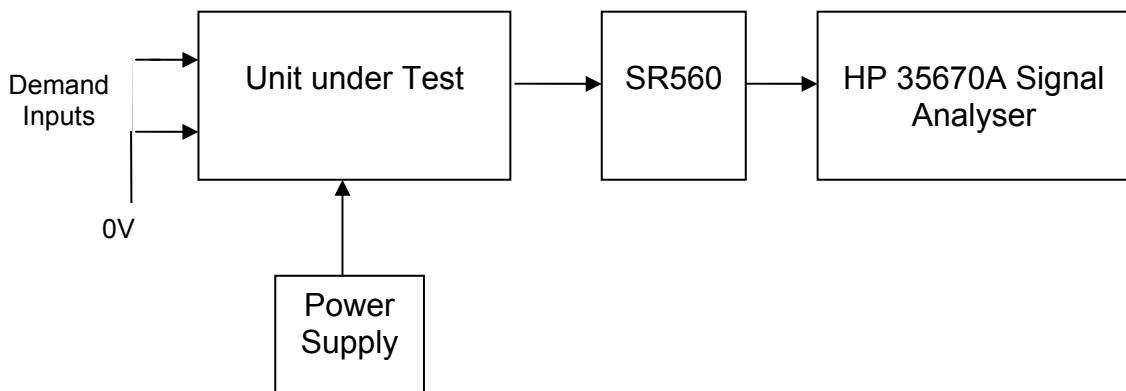 Demand
Inputs
0V
Unit under Test
SR560
HP 35670A Signal
Analyser
Power
Supply